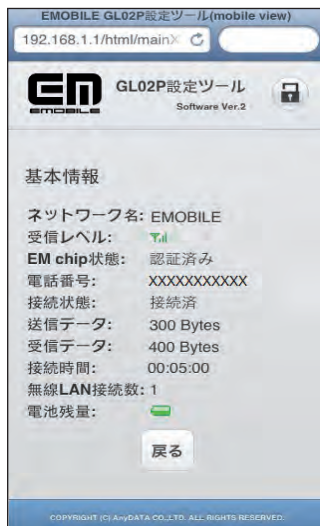 EMOBILE GL02P設定ツール(mobile view)
192.168.1.1/html/main
EM
EMOBILE
GL02P設定ツール
Software Ver.2
基本情報
ネットワーク名: EMOBILE
受信レベル:
EM chip状態: 認証済み
電話番号: XXXXXXXXXXX
接続状態: 接続済
送信データ: 300 Bytes
受信データ: 400 Bytes
接続時間: 00:05:00
無線LAN接続数: 1
電池残量:
戻る
COPYRIGHT (C) AnyDATA CO.,LTD. ALL RIGHTS RESERVED.